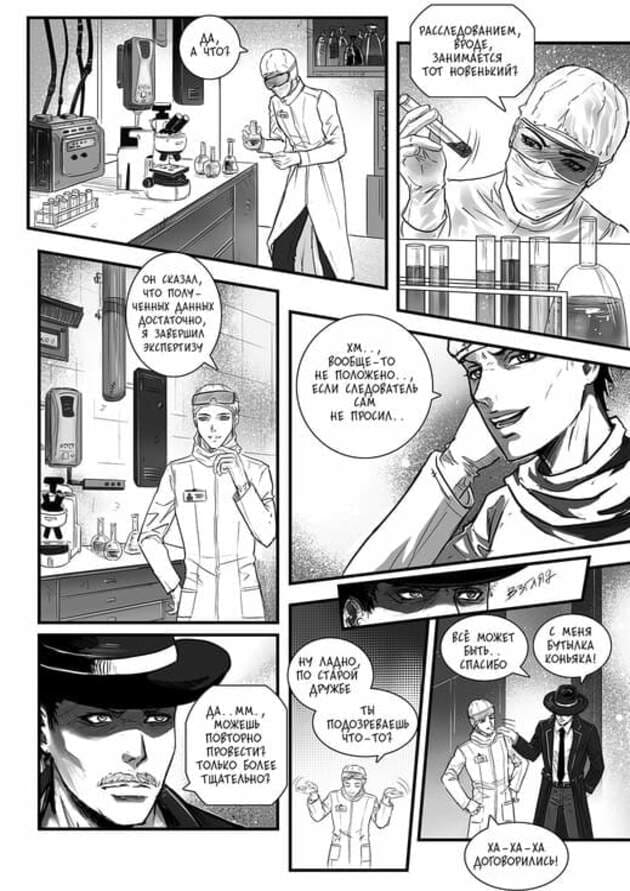 ДА,
А ЧТО?
РАССЛЕДОВАНИЕМ,
ВРОДЕ,
ЗАНИМАЕТСЯ
ТОТ НОВЕНЬКИЙ?
ОН СКАЗАЛ,
ЧТО ПОЛУ-
ЧЕННЫХ ДАННЫХ
ДОСТАТОЧНО,
Я ЗАВЕРШИЛ
ЭКСПЕРТИЗУ
ХМ..,
ВООБЩЕ-ТО
НЕ ПОЛОЖЕНО..,
ЕСЛИ СЛЕДОВАТЕЛЬ
САМ
НЕ ПРОСИЛ..
ВЗГЛЯД
ДА..ММ..,
МОЖЕШЬ
ПОВТОРНО
ПРОВЕСТИ?
ТОЛЬКО БОЛЕЕ
ТЩАТЕЛЬНО?
НУ ЛАДНО,
ПО СТАРОЙ
ДРУЖБЕ
ТЫ
ПОДОЗРЕВАЕШЬ
ЧТО-ТО?
ВСЁ МОЖЕТ
БЫТЬ..
СПАСИБО
С МЕНЯ
БУТЫЛКА
КОНЬЯКА!
ХА-ХА-ХА
ДОГОВОРИЛИСЬ!